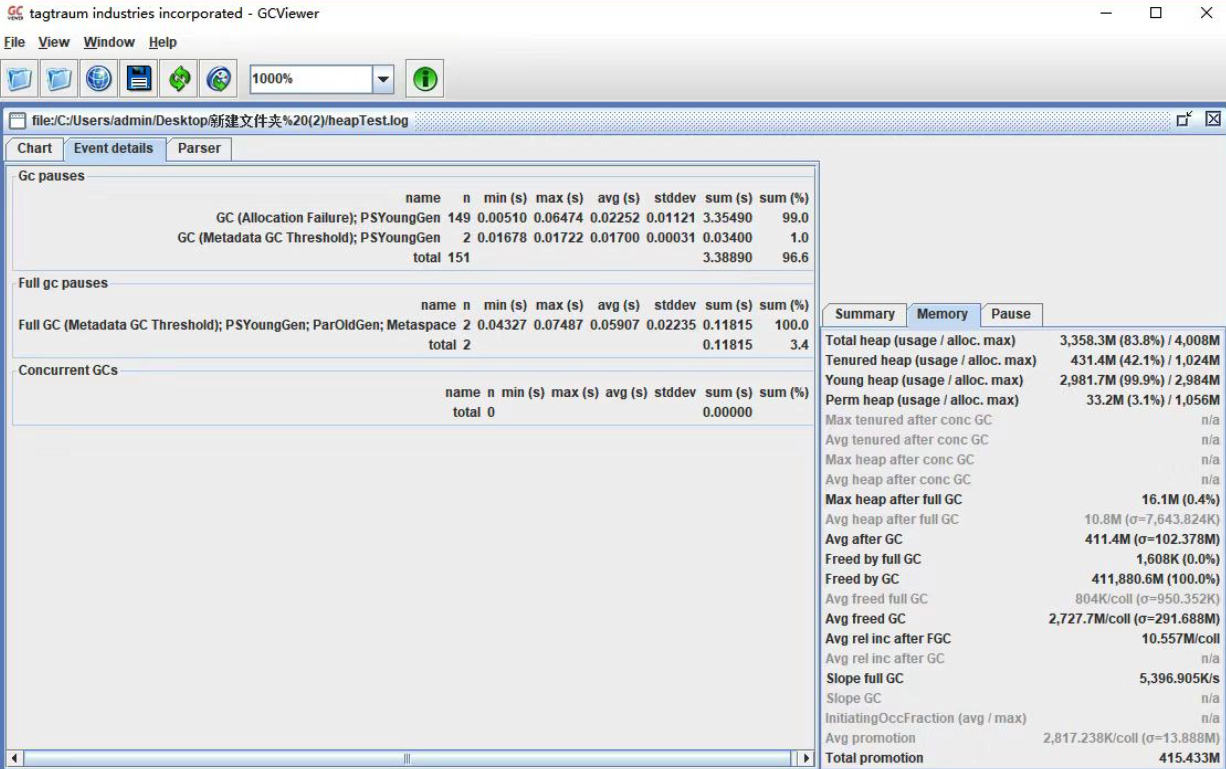 GC VIEWER tagtraum industries incorporated - GCViewer
File View Window Help
1000%
file:/C:/Users/admin/Desktop/新建文件夹%20(2)/heapTest.log
Chart Event details Parser
Gc pauses
name n min (s) max (s) avg (s) stddev sum (s) sum (%)
GC (Allocation Failure); PSYoungGen 149 0.00510 0.06474 0.02252 0.01121 3.35490 99.0
GC (Metadata GC Threshold); PSYoungGen 2 0.01678 0.01722 0.01700 0.00031 0.03400 1.0
total 151 3.38890 96.6
Full gc pauses
name n min (s) max (s) avg (s) stddev sum (s) sum (%)
Full GC (Metadata GC Threshold); PSYoungGen; ParOldGen; Metaspace 2 0.04327 0.07487 0.05907 0.02235 0.11815 100.0
total 2 0.11815 3.4
Concurrent GCs
name n min (s) max (s) avg (s) stddev sum (s) sum (%)
total 0 0.00000
Summary Memory Pause
Total heap (usage / alloc. max) 3,358.3M (83.8%) / 4,008M
Tenured heap (usage / alloc. max) 431.4M (42.1%) / 1,024M
Young heap (usage / alloc. max) 2,981.7M (99.9%) / 2,984M
Perm heap (usage / alloc. max) 33.2M (3.1%) / 1,056M
Max tenured after conc GC n/a
Avg tenured after conc GC n/a
Max heap after conc GC n/a
Avg heap after conc GC n/a
Max heap after full GC 16.1M (0.4%)
Avg heap after full GC 10.8M (σ=7,643.824K)
Avg after GC 411.4M (σ=102.378M)
Freed by full GC 1,608K (0.0%)
Freed by GC 411,880.6M (100.0%)
Avg freed full GC 804K/coll (σ=950.352K)
Avg freed GC 2,727.7M/coll (σ=291.688M)
Avg rel inc after FGC 10.557M/coll
Avg rel inc after GC n/a
Slope full GC 5,396.905K/s
Slope GC n/a
InitiatingOccFraction (avg / max) n/a
Avg promotion 2,817.238K/coll (σ=13.888M)
Total promotion 415.433M